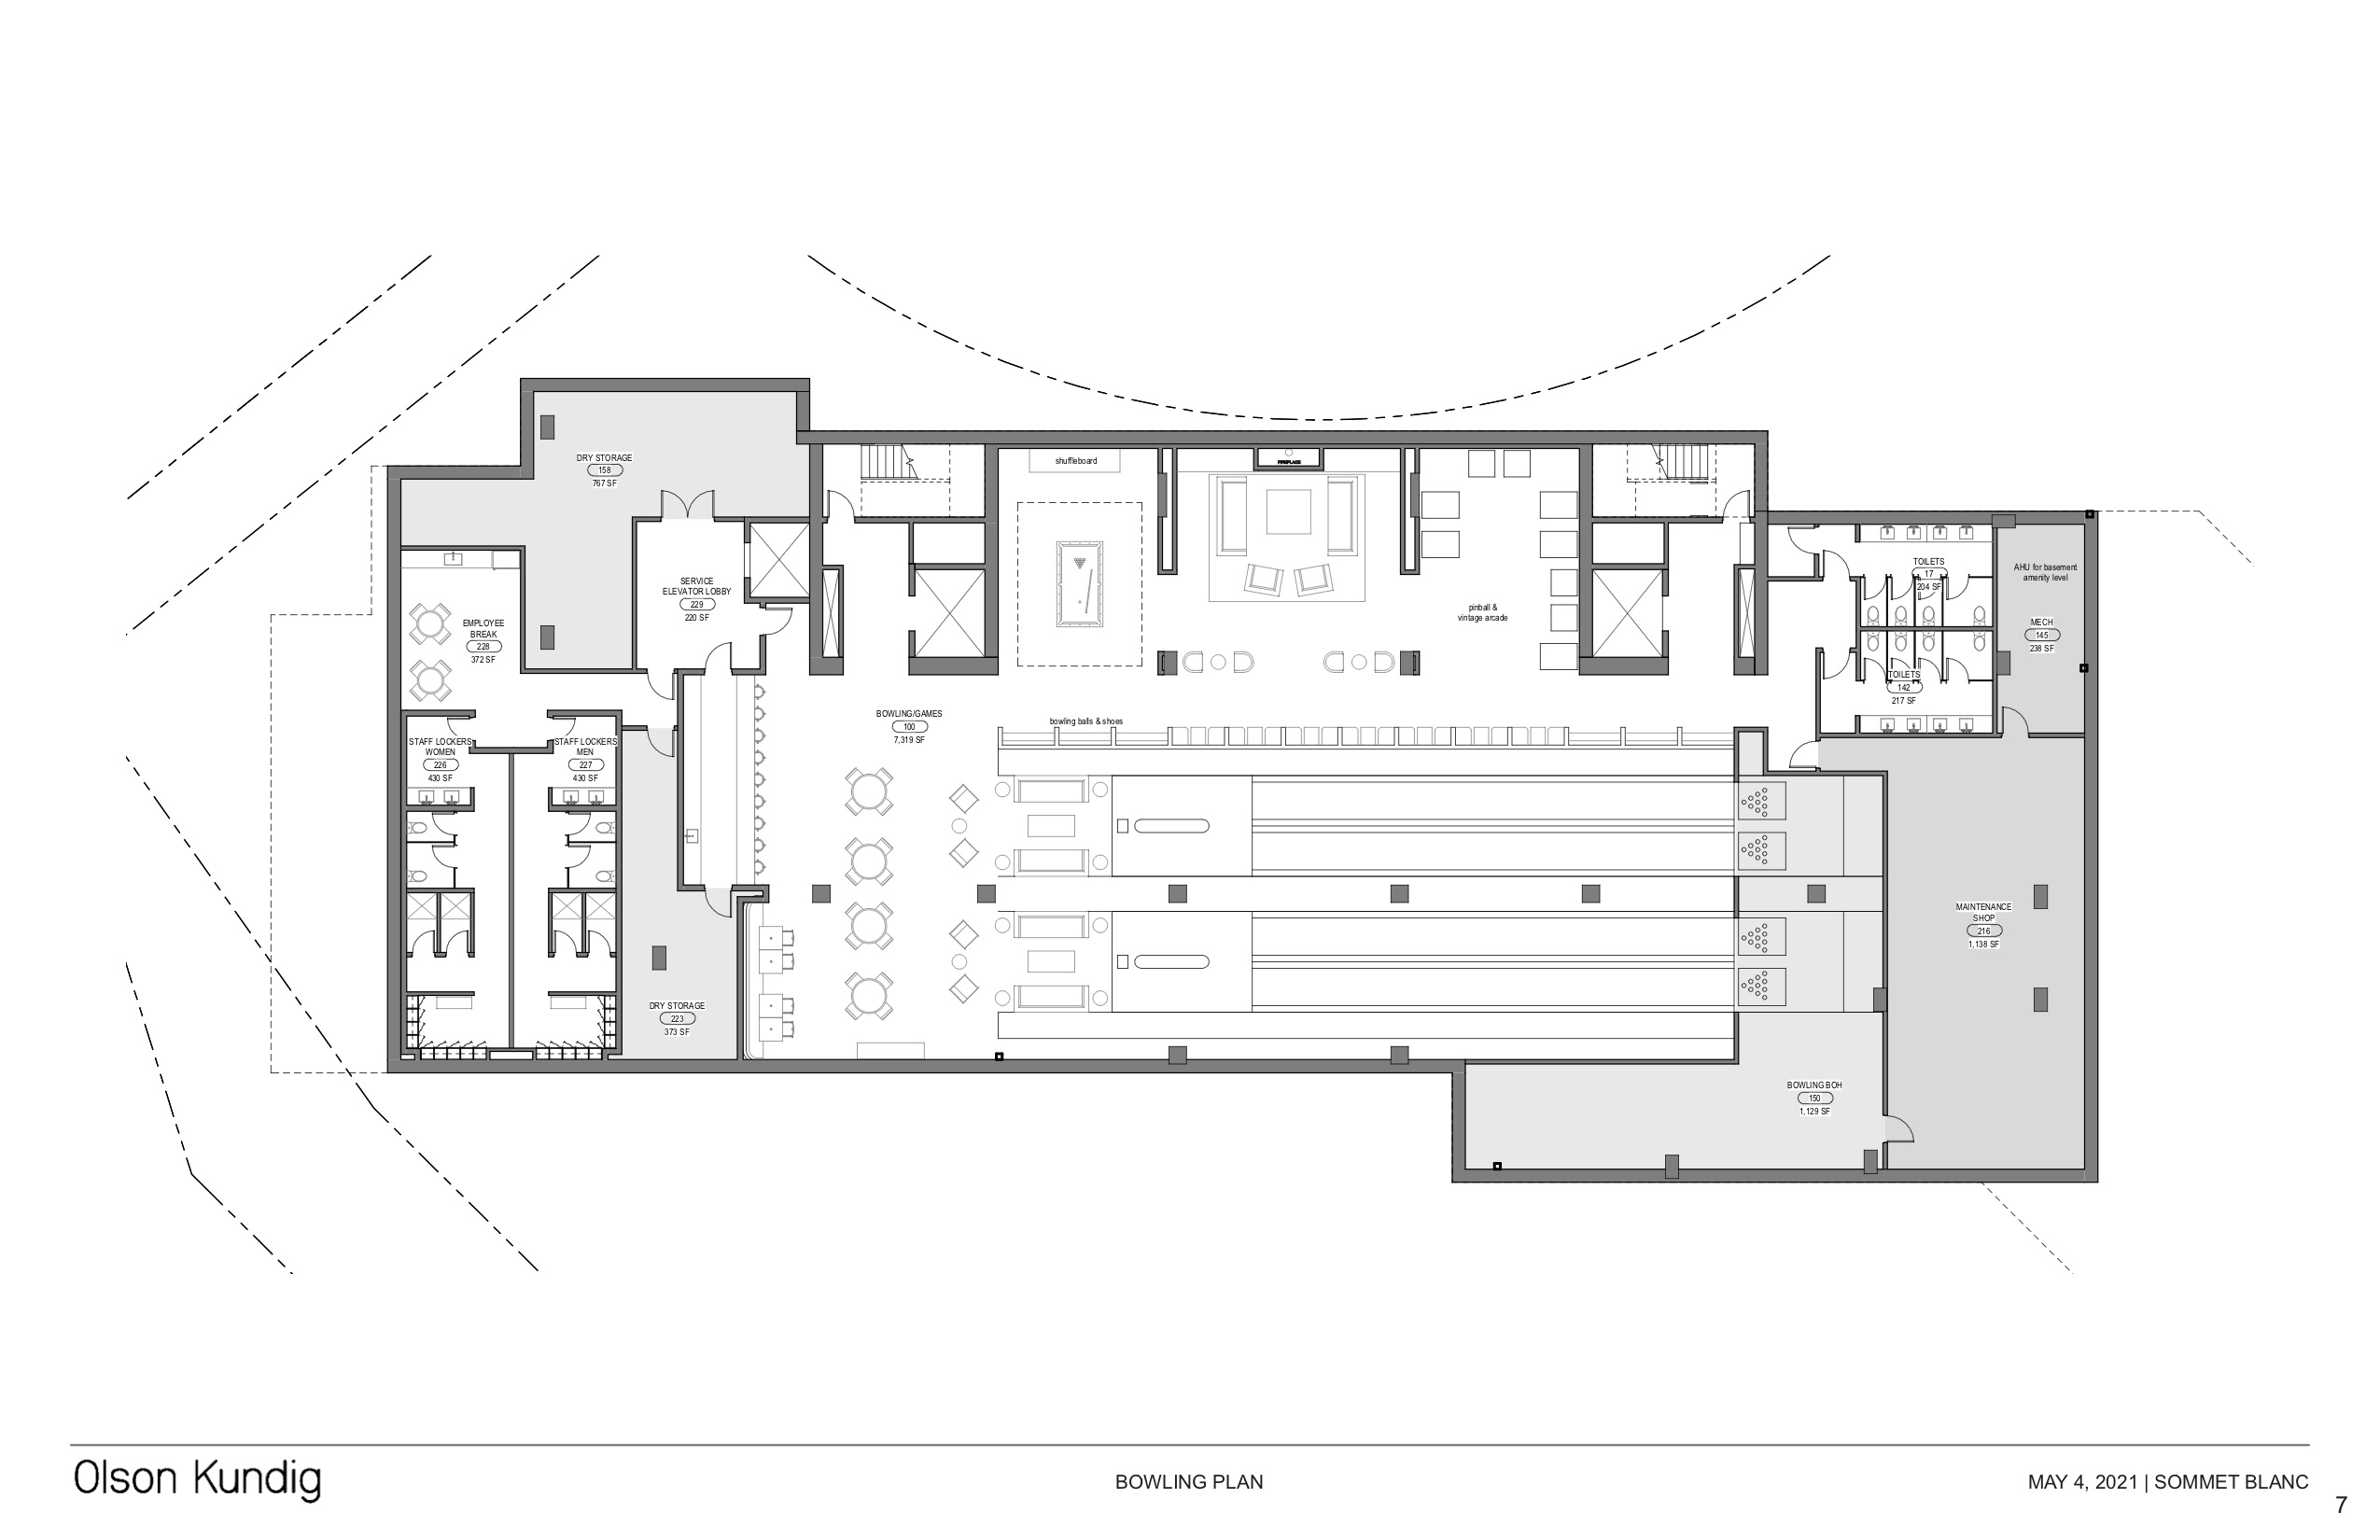 shuffleboard
FIREPLACE
DRY STORAGE
158
767 SF
TOILETS
17
204 SF
AHU for basement
amenity level
SERVICE
ELEVATOR LOBBY
229
220 SF
pinball &
vintage arcade
EMPLOYEE
BREAK
228
372 SF
MECH
145
238 SF
TOILETS
142
217 SF
BOWLING/GAMES
100
7,319 SF
bowling balls & shoes
STAFF LOCKERS
WOMEN
226
430 SF
STAFF LOCKERS
MEN
227
430 SF
MAINTENANCE
SHOP
216
1,138 SF
DRY STORAGE
223
373 SF
BOWLING BOH
150
1,129 SF
Olson Kundig
BOWLING PLAN
MAY 4, 2021 | SOMMET BLANC
7